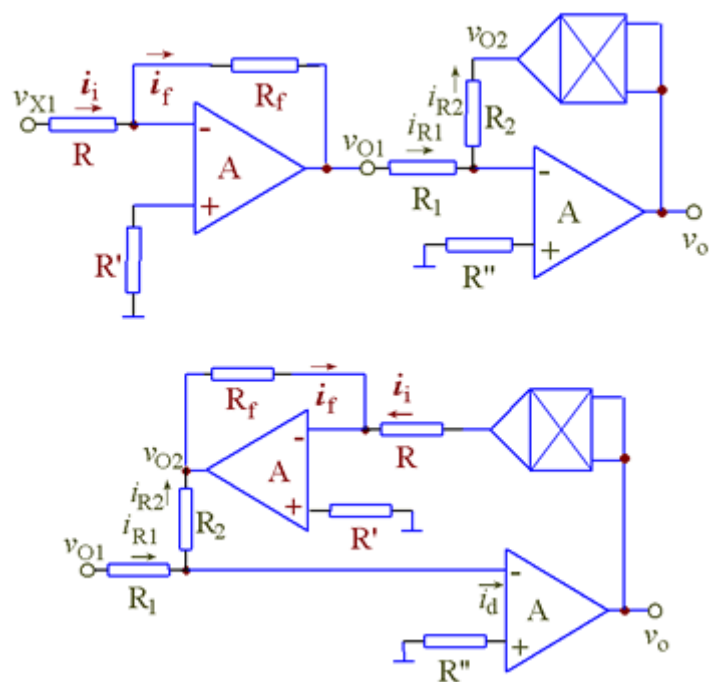 v_O2
i_i i_f R_f i_R2 R_2
v_X1 R - i_R1
A v_O1 R_1 - A
+ R' R'' + v_o
R_f i_f i_i
v_O2 A - R
i_R2 R_2 + R'
i_R1
v_O1 R_1 - i_d A
R'' + v_o